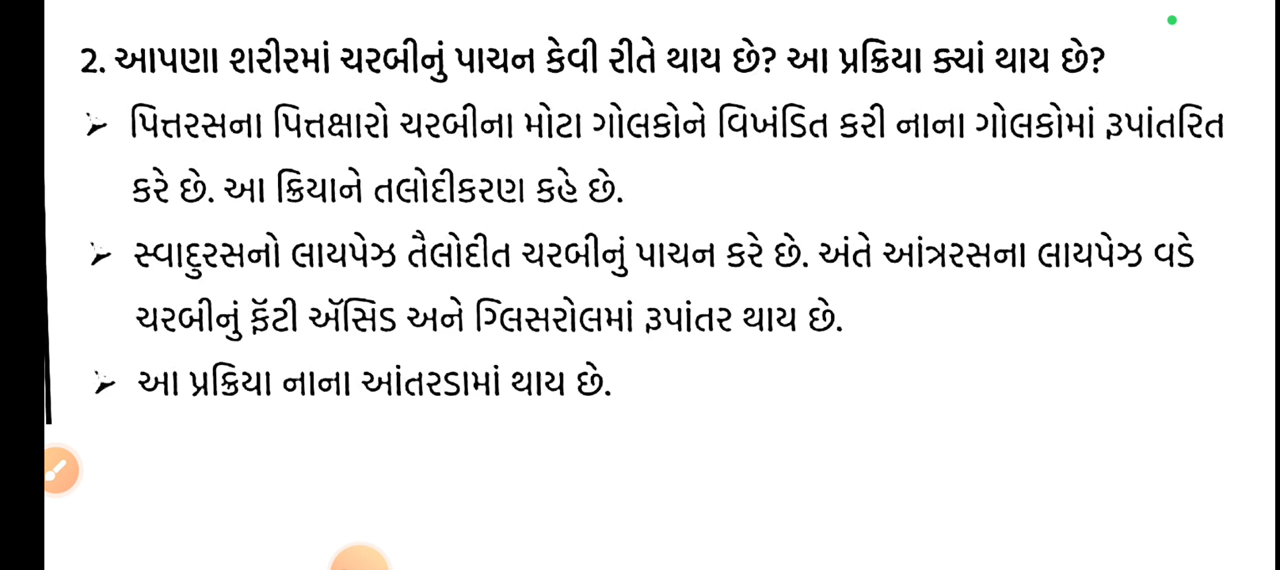 2. આપણા શરીરમાં ચરબીનું પાચન કેવી રીતે થાય છે? આ પ્રક્રિયા ક્યાં થાય છે?
➢ પિત્તરસના પિત્તક્ષારો ચરબીના મોટા ગોલકોને વિખંડિત કરી નાના ગોલકોમાં રૂપાંતરિત
કરે છે. આ ક્રિયાને તલોદીકરણ કહે છે.
➢ સ્વાદુરસનો લાયપેઝ તૈલોદીત ચરબીનું પાચન કરે છે. અંતે આંત્રરસના લાયપેઝ વડે
ચરબીનું ફૅટી ઍસિડ અને ગ્લિસરોલમાં રૂપાંતર થાય છે.
➢ આ પ્રક્રિયા નાના આંતરડામાં થાય છે.